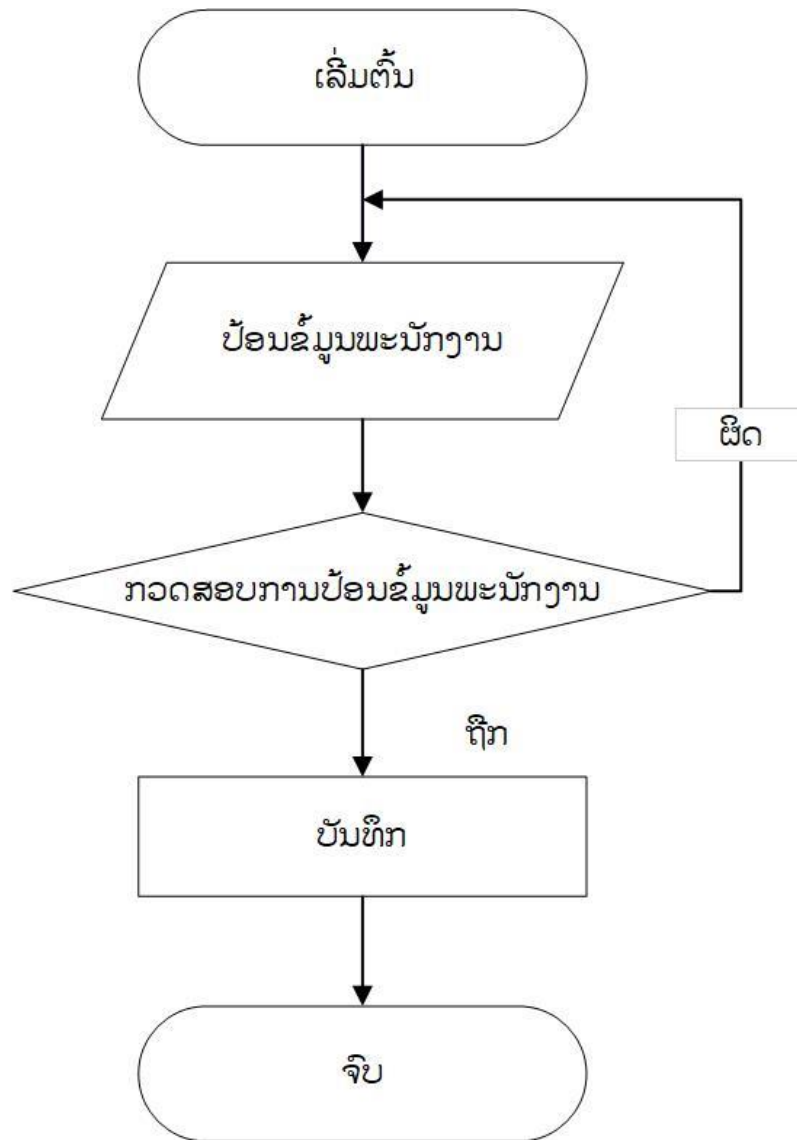 ເລີ່ມຕົ້ນ
ປ້ອນຂໍ້ມູນພະນັກງານ
ຜິດ
ກວດສອບການປ້ອນຂໍ້ມູນພະນັກງານ
ຖືກ
ບັນທຶກ
ຈົບ